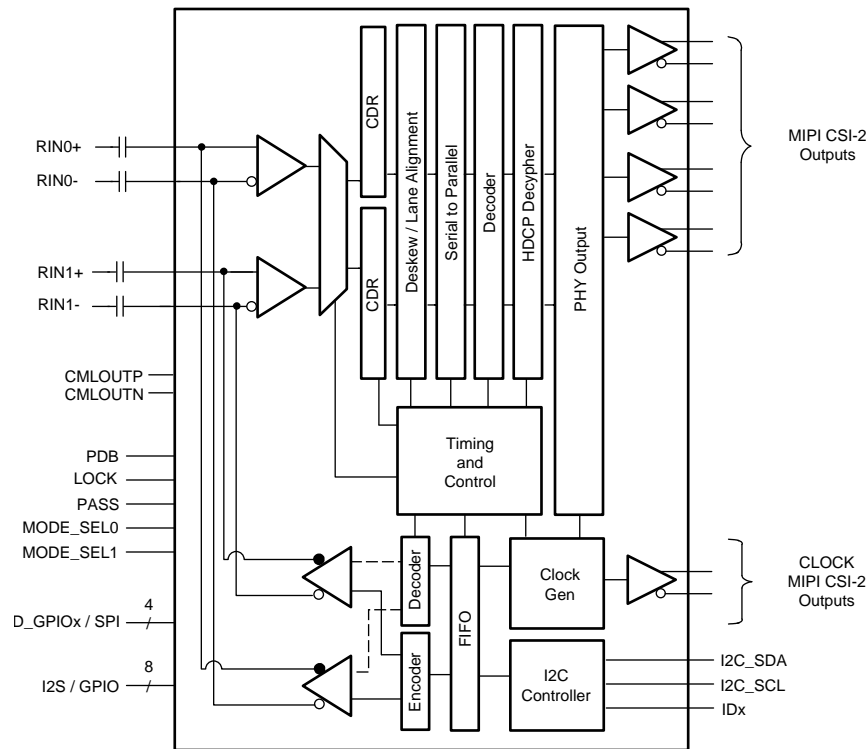 RIN0+
RIN0-
RIN1+
RIN1-
CMLOUTP
CMLOUTN
PDB
LOCK
PASS
MODE_SEL0
MODE_SEL1
D_GPIOx / SPI
4
I2S / GPIO
8
CDR
CDR
Deskew / Lane Alignment
Serial to Parallel
Decoder
HDCP Decypher
PHY Output
Timing
and
Control
Decoder
Encoder
FIFO
Clock
Gen
I2C
Controller
MIPI CSI-2
Outputs
CLOCK
MIPI CSI-2
Outputs
I2C_SDA
I2C_SCL
IDx